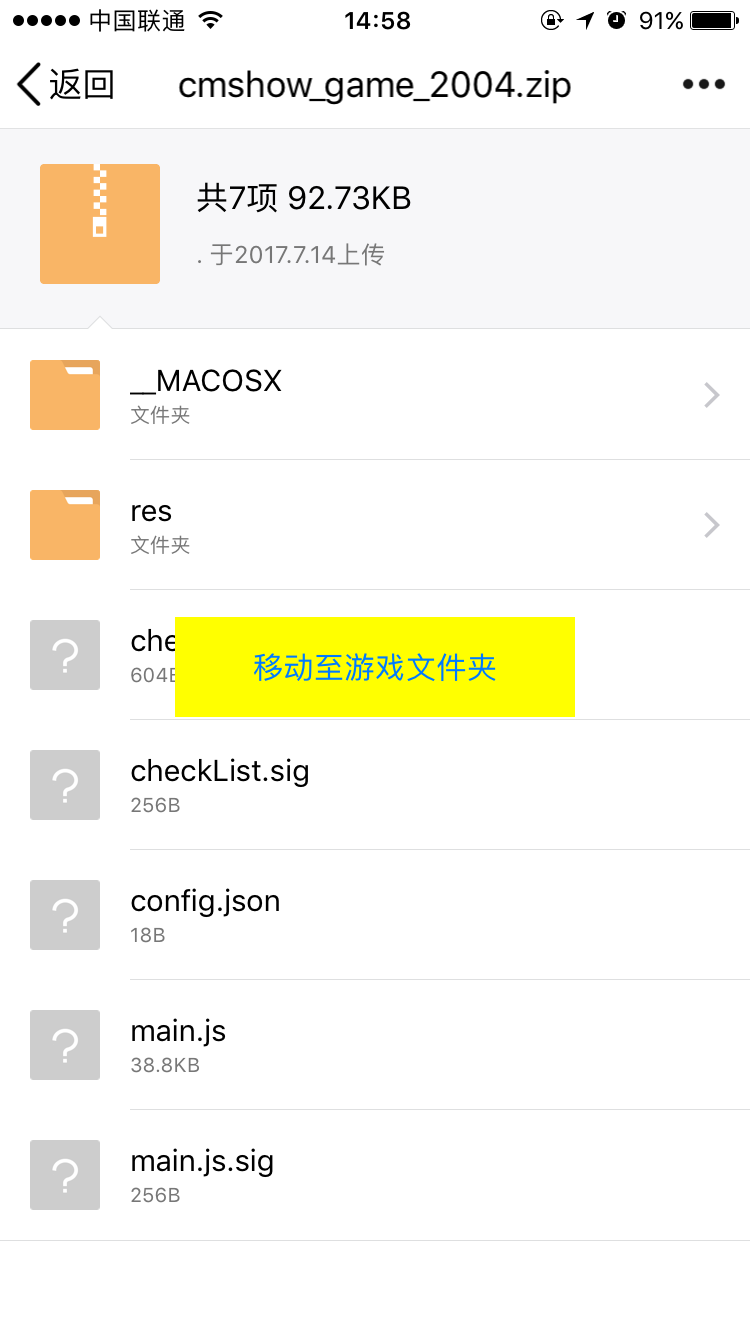 中国联通 14:58 91%
返回 cmshow_game_2004.zip
共7项 92.73KB
. 于2017.7.14上传
__MACOSX
文件夹
res
文件夹
che
604
移动至游戏文件夹
checkList.sig
256B
config.json
18B
main.js
38.8KB
main.js.sig
256B